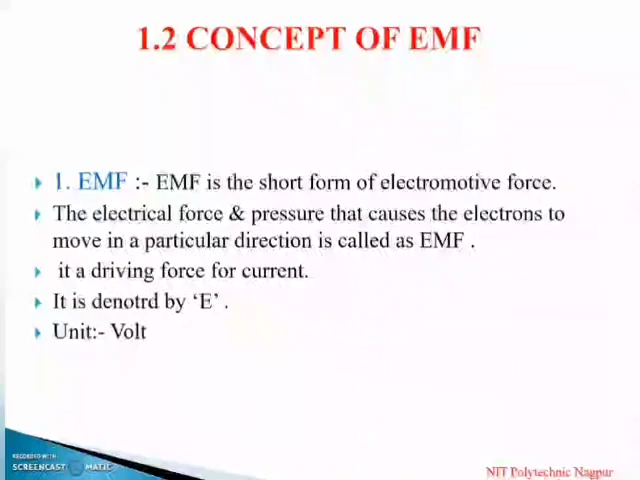 1.2 CONCEPT OF EMF
1. EMF :- EMF is the short form of electromotive force.
The electrical force & pressure that causes the electrons to
move in a particular direction is called as EMF .
it a driving force for current.
It is denotrd by ‘E’ .
Unit:- Volt
RECORDED WITH
SCREENCAST MATIC
NIT Polytechnic Nagpur